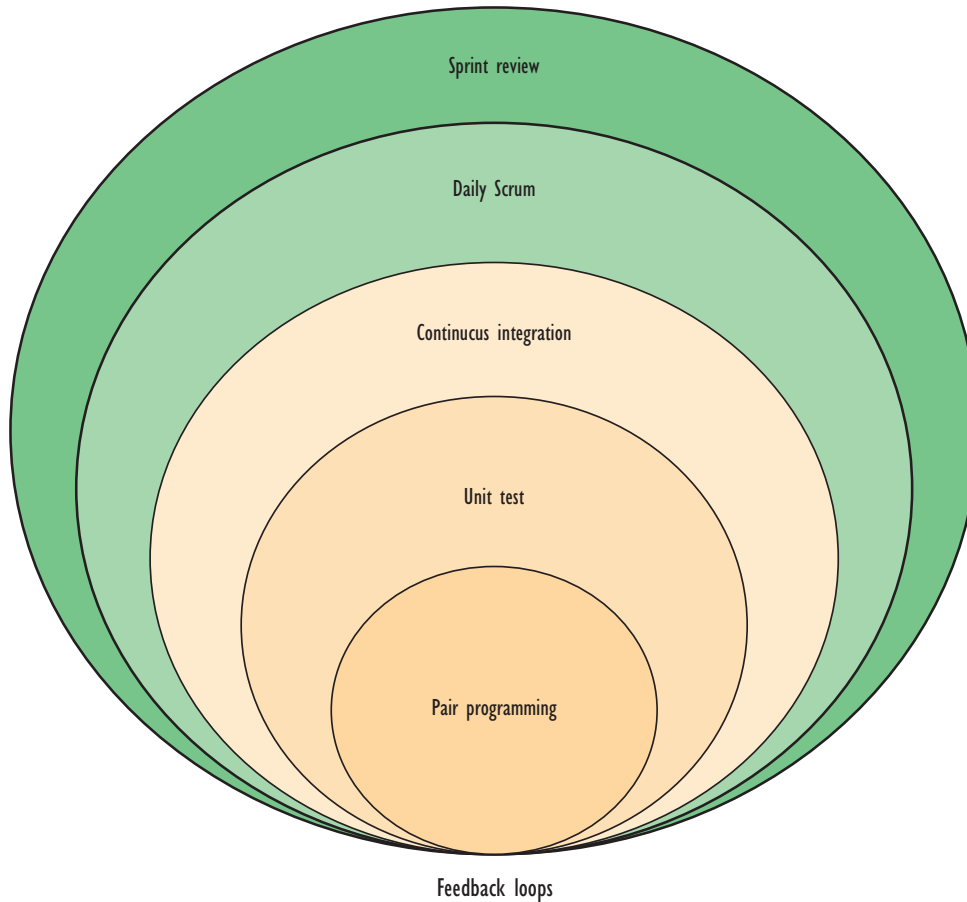 Sprint review
Daily Scrum
Continucus integration
Unit test
Pair programming
Feedback loops